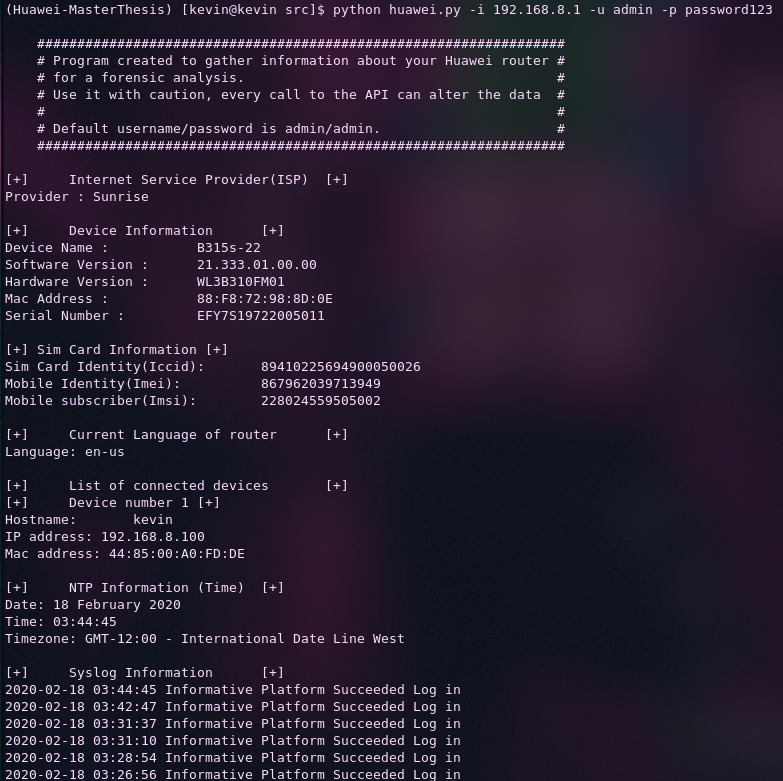 (Huawei-MasterThesis) [kevin@kevin src]$ python huawei.py -i 192.168.8.1 -u admin -p password123
##################################################################
# Program created to gather information about your Huawei router #
# for a forensic analysis. #
# Use it with caution, every call to the API can alter the data #
# #
# Default username/password is admin/admin. #
##################################################################
[+] Internet Service Provider(ISP) [+]
Provider : Sunrise
[+] Device Information [+]
Device Name : B315s-22
Software Version : 21.333.01.00.00
Hardware Version : WL3B310FM01
Mac Address : 88:F8:72:98:8D:0E
Serial Number : EFY7S19722005011
[+] Sim Card Information [+]
Sim Card Identity(Iccid): 89410225694900050026
Mobile Identity(Imei): 867962039713949
Mobile subscriber(Imsi): 228024559505002
[+] Current Language of router [+]
Language: en-us
[+] List of connected devices [+]
[+] Device number 1 [+]
Hostname: kevin
IP address: 192.168.8.100
Mac address: 44:85:00:A0:FD:DE
[+] NTP Information (Time) [+]
Date: 18 February 2020
Time: 03:44:45
Timezone: GMT-12:00 - International Date Line West
[+] Syslog Information [+]
2020-02-18 03:44:45 Informative Platform Succeeded Log in
2020-02-18 03:42:47 Informative Platform Succeeded Log in
2020-02-18 03:31:37 Informative Platform Succeeded Log in
2020-02-18 03:31:10 Informative Platform Succeeded Log in
2020-02-18 03:28:54 Informative Platform Succeeded Log in
2020-02-18 03:26:56 Informative Platform Succeeded Log in